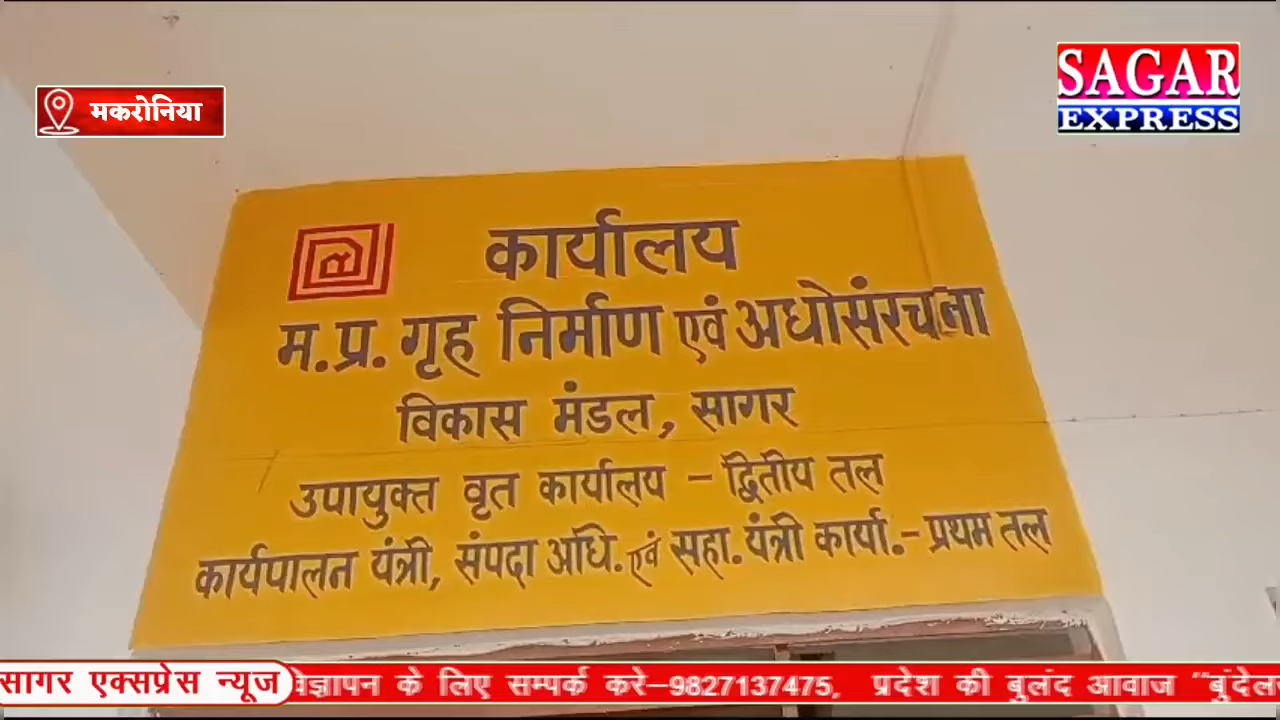 मकरोनिया
SAGAR
EXPRESS
कार्यालय
म.प्र. गृह निर्माण एवं अधोसंरचना
विकास मंडल, सागर
उपायुक्त वृत कार्यालय - द्वितीय तल
कार्यपालन यंत्री, संपदा अधि. एवं सहा. यंत्री कार्या.- प्रथम तल
सागर एक्सप्रेस न्यूज
के लिए सम्पर्क करे–9827137475, प्रदेश की बुलंद आवाज